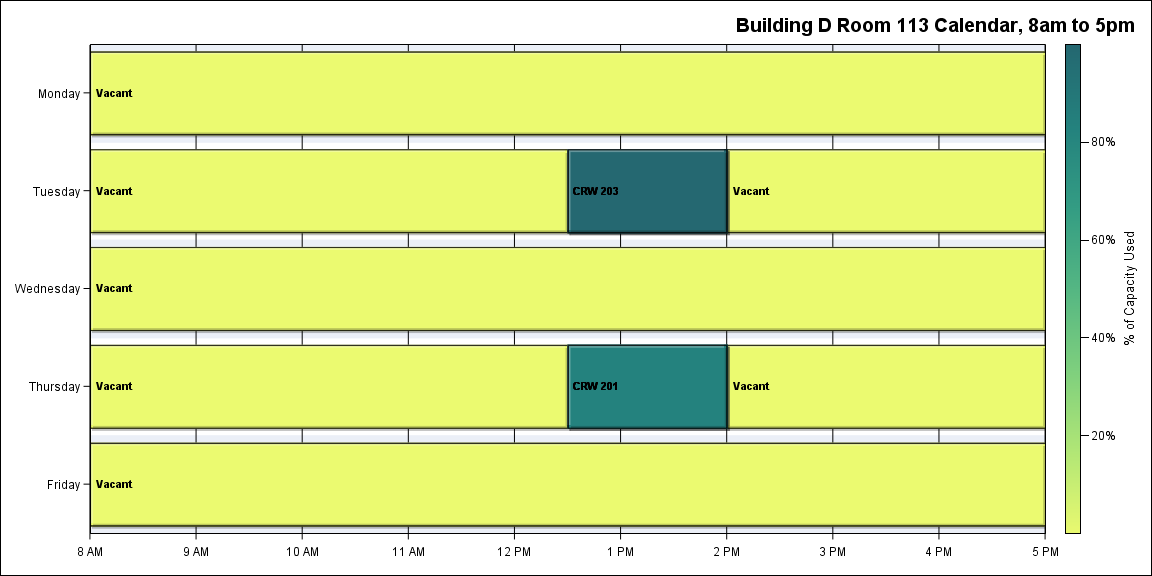 Building D Room 113 Calendar, 8am to 5pm
Monday
Vacant
Tuesday
Vacant
CRW 203
Vacant
Wednesday
Vacant
Thursday
Vacant
CRW 201
Vacant
Friday
Vacant
8 AM
9 AM
10 AM
11 AM
12 PM
1 PM
2 PM
3 PM
4 PM
5 PM
80%
60%
40%
20%
% of Capacity Used